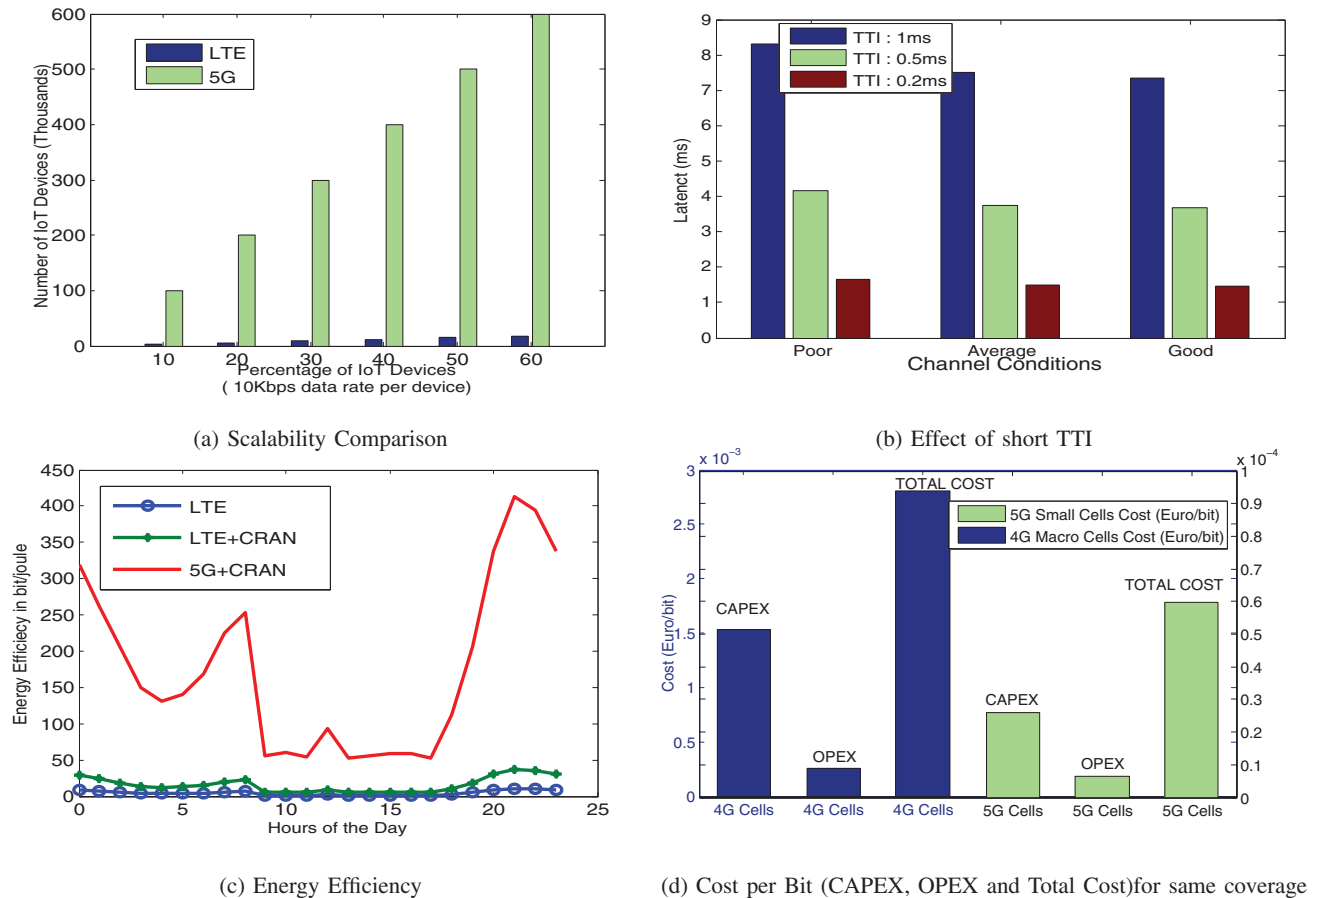 600
500
400
300
200
100
0
Number of IoT Devices (Thousands)
LTE
5G
10 20 30 40 50 60
Percentage of IoT Devices
( 10Kbps data rate per device)
(a) Scalability Comparison
9
8
7
6
5
4
3
2
1
0
Latenct (ms)
TTI : 1ms
TTI : 0.5ms
TTI : 0.2ms
Poor Average Good
Channel Conditions
(b) Effect of short TTI
450
400
350
300
250
200
150
100
50
0
Energy Efficiecy in bit/joule
LTE
LTE+CRAN
5G+CRAN
0 5 10 15 20 25
Hours of the Day
(c) Energy Efficiency
x 10⁻³
3
2.5
2
1.5
1
0.5
0
Cost (Euro/bit)
x 10⁻⁴
1
0.9
0.8
0.7
0.6
0.5
0.4
0.3
0.2
0.1
0
5G Small Cells Cost (Euro/bit)
4G Macro Cells Cost (Euro/bit)
CAPEX
OPEX
TOTAL COST
CAPEX
OPEX
TOTAL COST
4G Cells 4G Cells 4G Cells 5G Cells 5G Cells 5G Cells
(d) Cost per Bit (CAPEX, OPEX and Total Cost)for same coverage